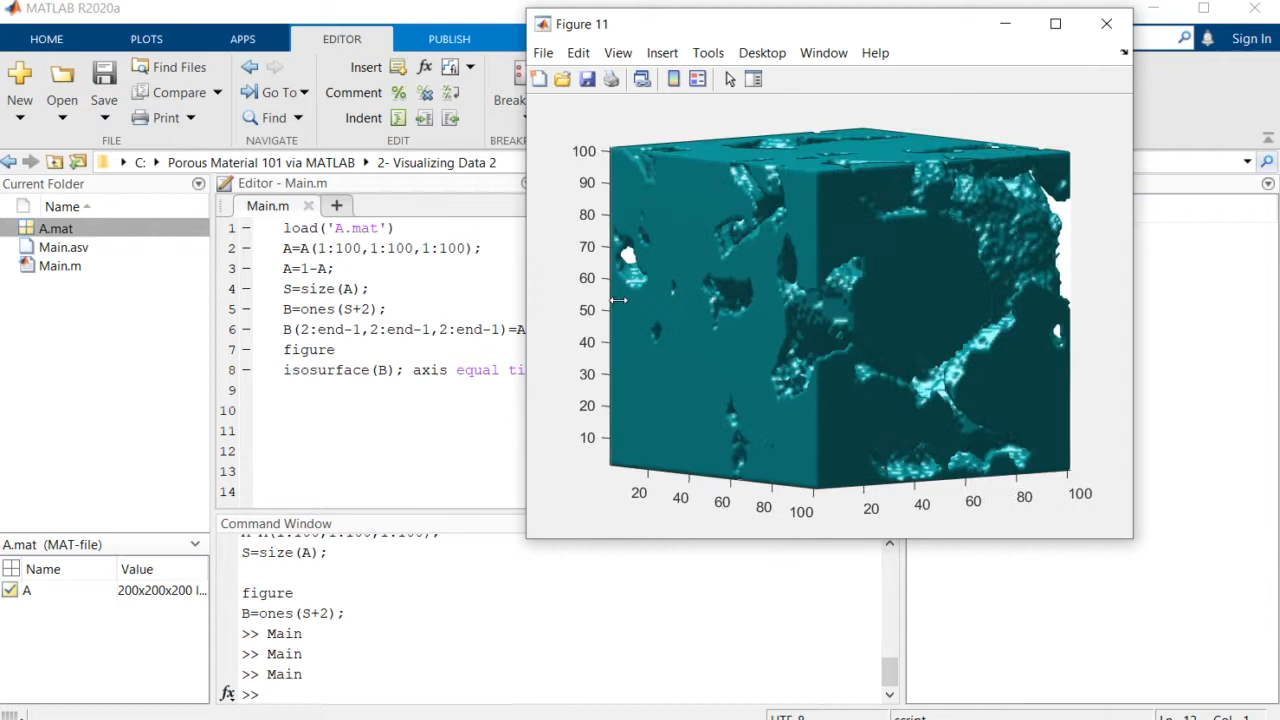 MATLAB R2020a
Figure 11
HOME PLOTS APPS EDITOR PUBLISH
Sign In
File Edit View Insert Tools Desktop Window Help
New Open Save
Find Files
Compare
Print
FILE
Go To
Find
NAVIGATE
Insert
Comment
Indent
EDIT
fx
%
C: Porous Material 101 via MATLAB 2- Visualizing Data 2
Current Folder
Name
A.mat
Main.asv
Main.m
Editor - Main.m
Main.m
1 load('A.mat')
2 A=A(1:100,1:100,1:100);
3 A=1-A;
4 S=size(A);
5 B=ones(S+2);
6 B(2:end-1,2:end-1,2:end-1)=A
7 figure
8 isosurface(B); axis equal ti
9
10
11
12
13
14
100
90
80
70
60
50
40
30
20
10
20 40 60 80 100
20 40 60 80 100
A.mat (MAT-file)
Name Value
A 200x200x200 l...
Command Window
S=size(A);
figure
B=ones(S+2);
>> Main
>> Main
>> Main
fx >>